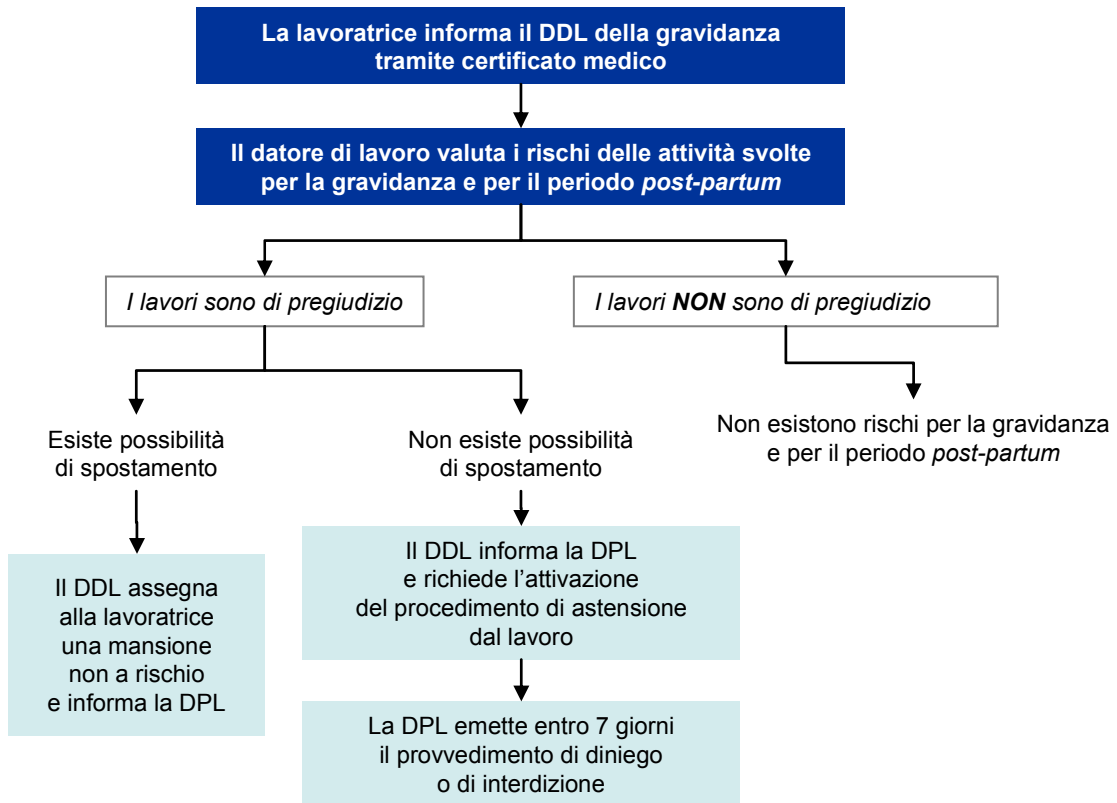 La lavoratrice informa il DDL della gravidanza
tramite certificato medico
Il datore di lavoro valuta i rischi delle attività svolte
per la gravidanza e per il periodo post-partum
I lavori sono di pregiudizio
I lavori NON sono di pregiudizio
Esiste possibilità
di spostamento
Non esiste possibilità
di spostamento
Non esistono rischi per la gravidanza
e per il periodo post-partum
Il DDL assegna
alla lavoratrice
una mansione
non a rischio
e informa la DPL
Il DDL informa la DPL
e richiede l’attivazione
del procedimento di astensione
dal lavoro
La DPL emette entro 7 giorni
il provvedimento di diniego
o di interdizione